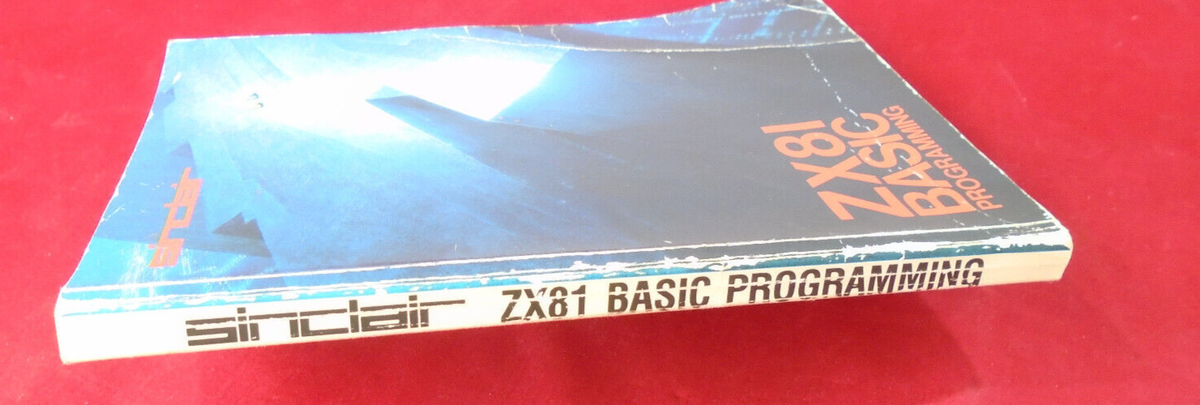 ZX81
BASIC
PROGRAMMING
sinclair
sinclair ZX81 BASIC PROGRAMMING